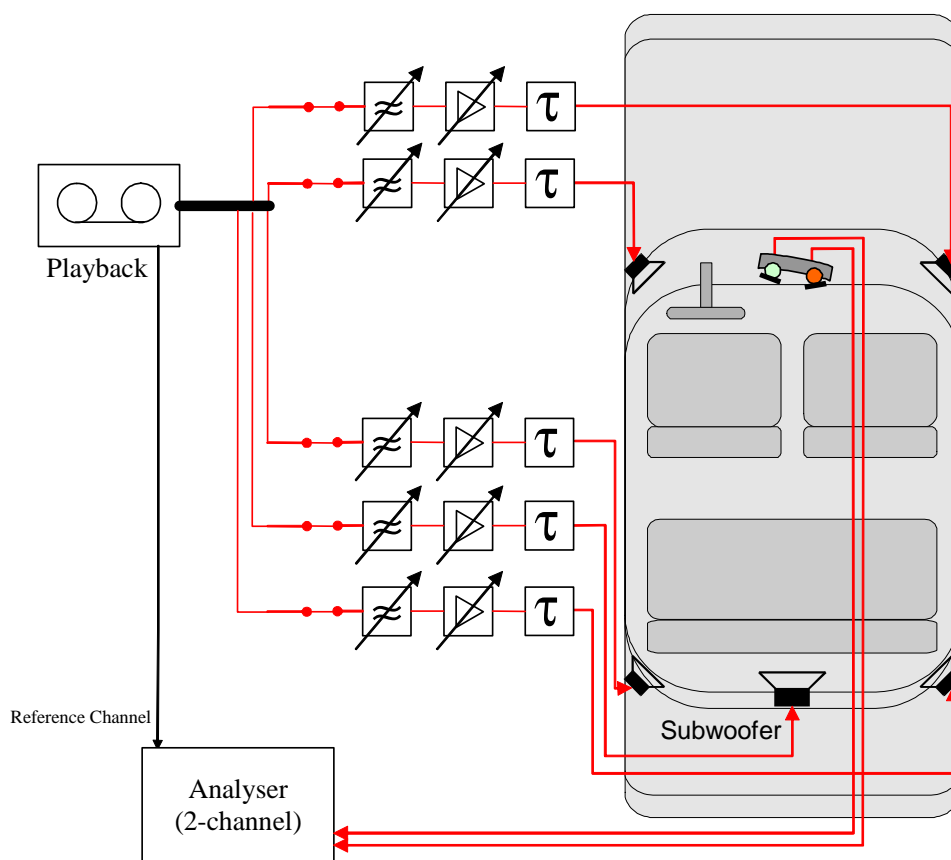 τ
τ
Playback
τ
τ
τ
Reference Channel
Subwoofer
Analyser
(2-channel)